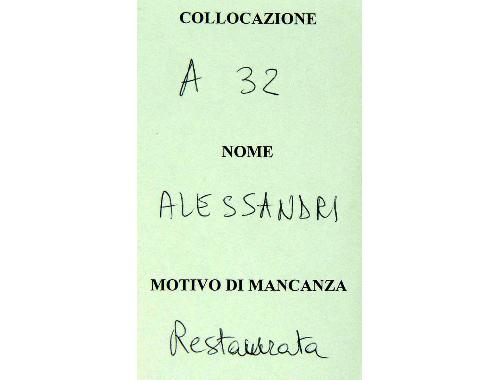 COLLOCAZIONE
A 32
NOME
ALESSANDRI
MOTIVO DI MANCANZA
Restaurata